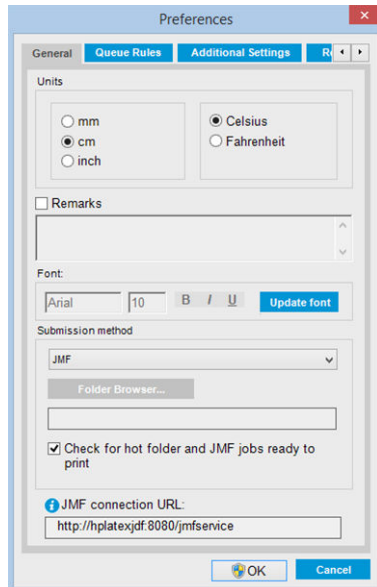 Preferences
General
Queue Rules
Additional Settings
Units
mm
cm
inch
Celsius
Fahrenheit
Remarks
Font:
Arial
10
B I U
Update font
Submission method
JMF
Folder Browser...
Check for hot folder and JMF jobs ready to
print
JMF connection URL:
http://hplatexjdf:8080/jmfservice
OK
Cancel